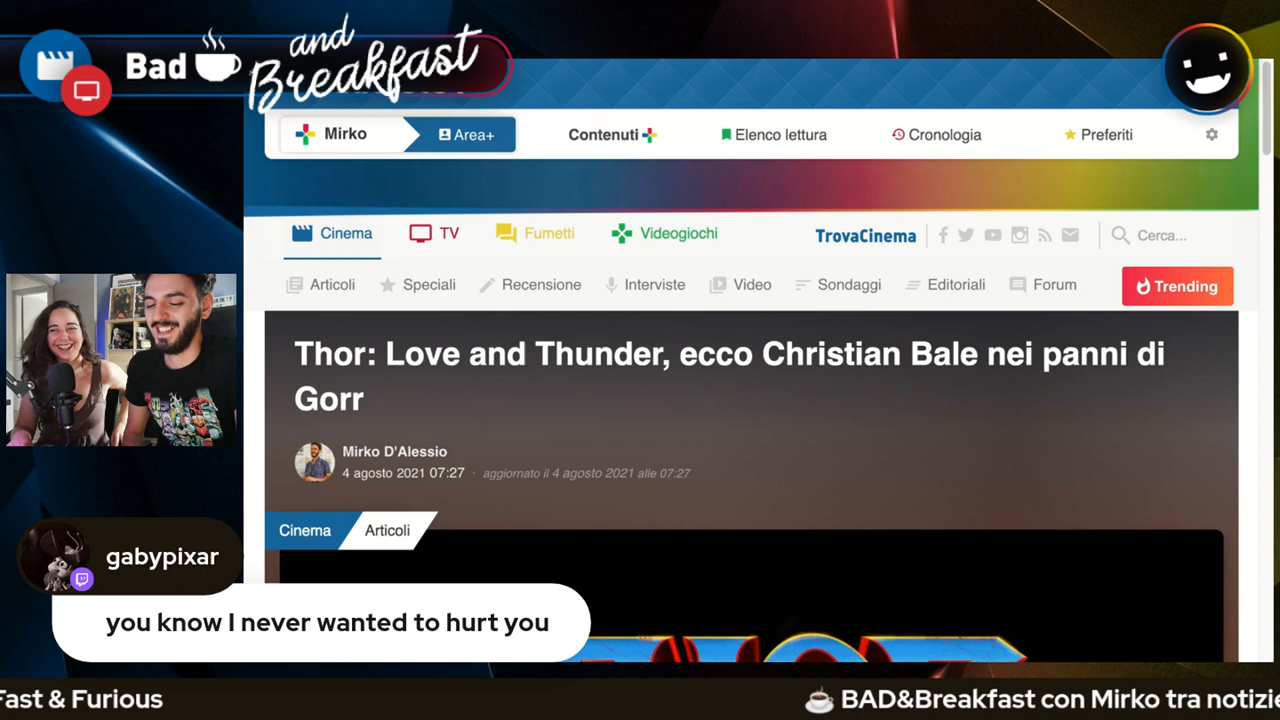 Bad and Breakfast
Mirko
Area+
Contenuti
Elenco lettura
Cronologia
Preferiti
Cinema
TV
Fumetti
Videogiochi
TrovaCinema
Cerca...
Articoli
Speciali
Recensione
Interviste
Video
Sondaggi
Editoriali
Forum
Trending
Thor: Love and Thunder, ecco Christian Bale nei panni di
Gorr
Mirko D'Alessio
4 agosto 2021 07:27 · aggiornato il 4 agosto 2021 alle 07:27
Cinema
Articoli
gabypixar
you know I never wanted to hurt you
Fast & Furious
BAD&Breakfast con Mirko tra notizie